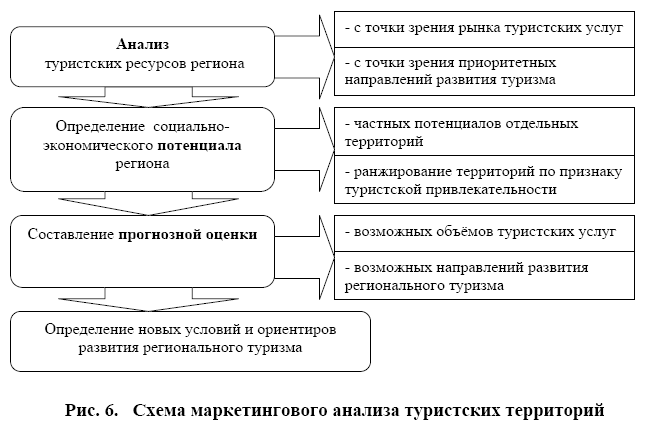 Анализ
туристских ресурсов региона
- с точки зрения рынка туристских услуг
- с точки зрения приоритетных
направлений развития туризма
Определение социально-
экономического потенциала
региона
- частных потенциалов отдельных
территорий
- ранжирование территорий по признаку
туристской привлекательности
Составление прогнозной оценки
- возможных объёмов туристских услуг
- возможных направлений развития
регионального туризма
Определение новых условий и ориентиров
развития регионального туризма
Рис. 6. Схема маркетингового анализа туристских территорий